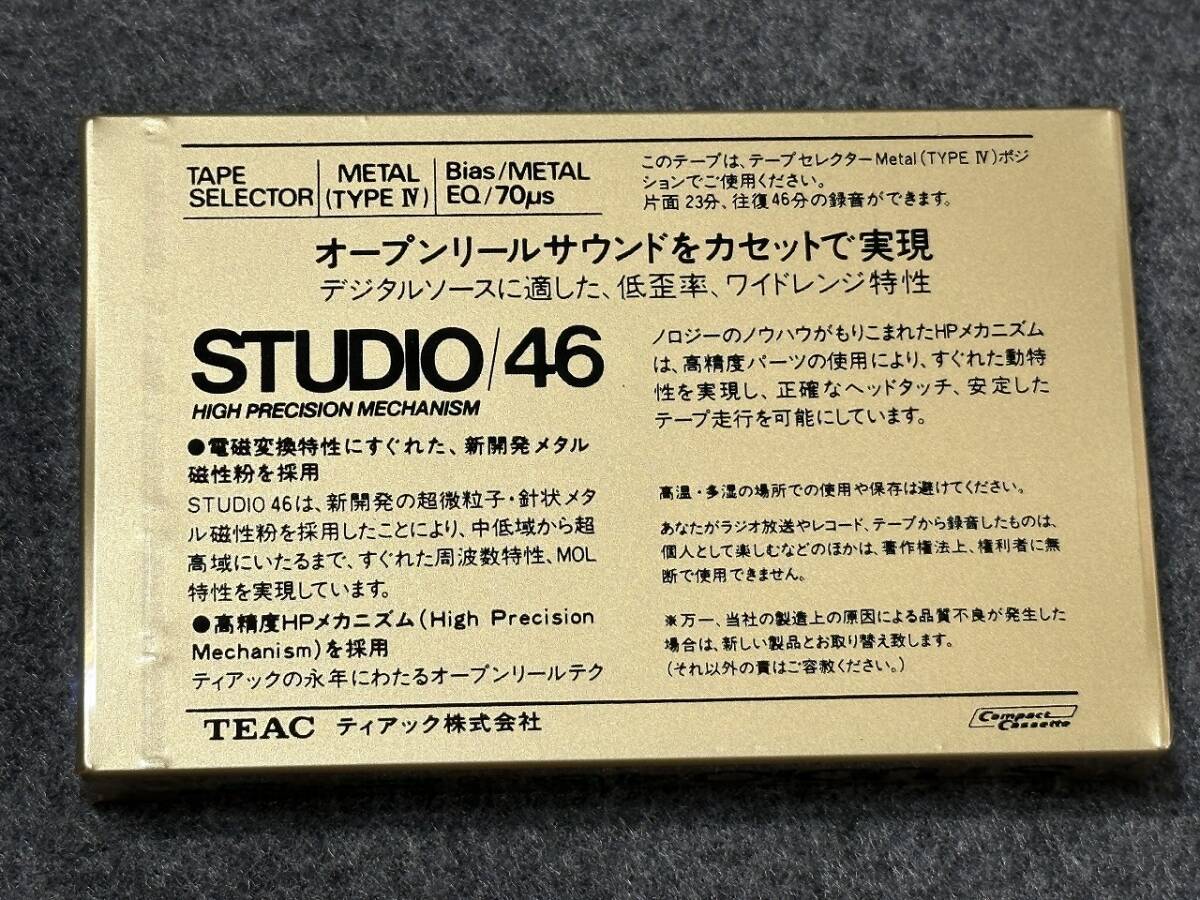 TAPE
SELECTOR
METAL
(TYPE Ⅳ)
Bias/METAL
EQ/70μs
このテープは、テープセレクターMetal(TYPE Ⅳ)ポジ
ションでご使用ください。
片面23分、往復46分の録音ができます。
オープンリールサウンドをカセットで実現
デジタルソースに適した、低歪率、ワイドレンジ特性
STUDIO/46
HIGH PRECISION MECHANISM
●電磁変換特性にすぐれた、新開発メタル
磁性粉を採用
STUDIO 46は、新開発の超微粒子・針状メタ
ル磁性粉を採用したことにより、中低域から超
高域にいたるまで、すぐれた周波数特性、MOL
特性を実現しています。
●高精度HPメカニズム(High Precision
Mechanism)を採用
ティアックの永年にわたるオープンリールテク
ノロジーのノウハウがもりこまれたHPメカニズム
は、高精度パーツの使用により、すぐれた動特
性を実現し、正確なヘッドタッチ、安定した
テープ走行を可能にしています。
高温・多湿の場所での使用や保存は避けてください。
あなたがラジオ放送やレコード、テープから録音したものは、
個人として楽しむなどのほかは、著作権法上、権利者に無
断で使用できません。
※万一、当社の製造上の原因による品質不良が発生した
場合は、新しい製品とお取り替え致します。
(それ以外の責はご容赦ください。)
TEAC ティアック株式会社
Compact
Cassette